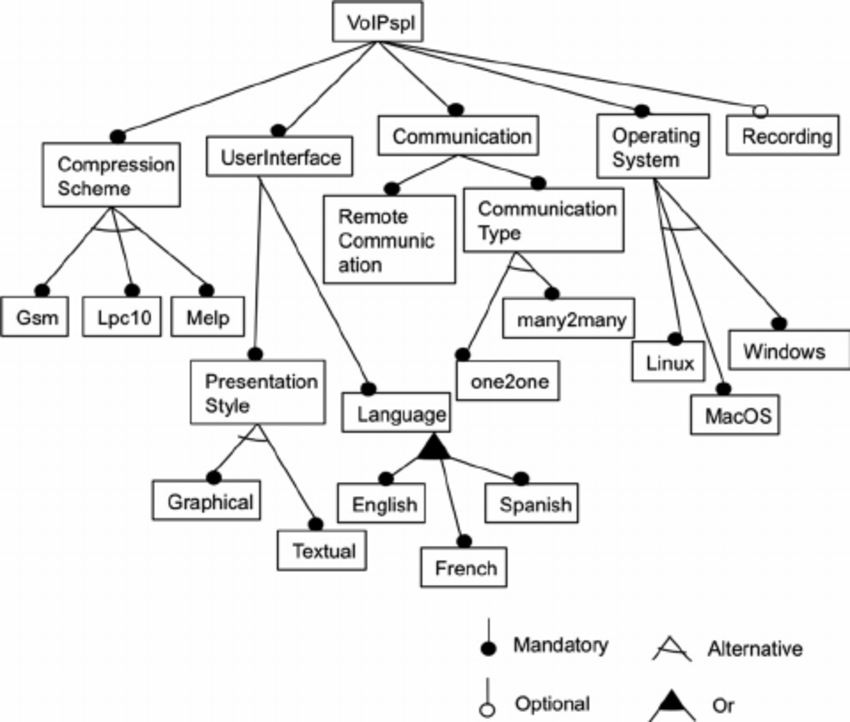 VoIPspl
Compression
Scheme
UserInterface
Communication
Operating
System
Recording
Remote
Communic
ation
Communication
Type
Gsm
Lpc10
Melp
many2many
one2one
Linux
Windows
MacOS
Presentation
Style
Language
Graphical
Textual
English
Spanish
French
Mandatory
Alternative
Optional
Or